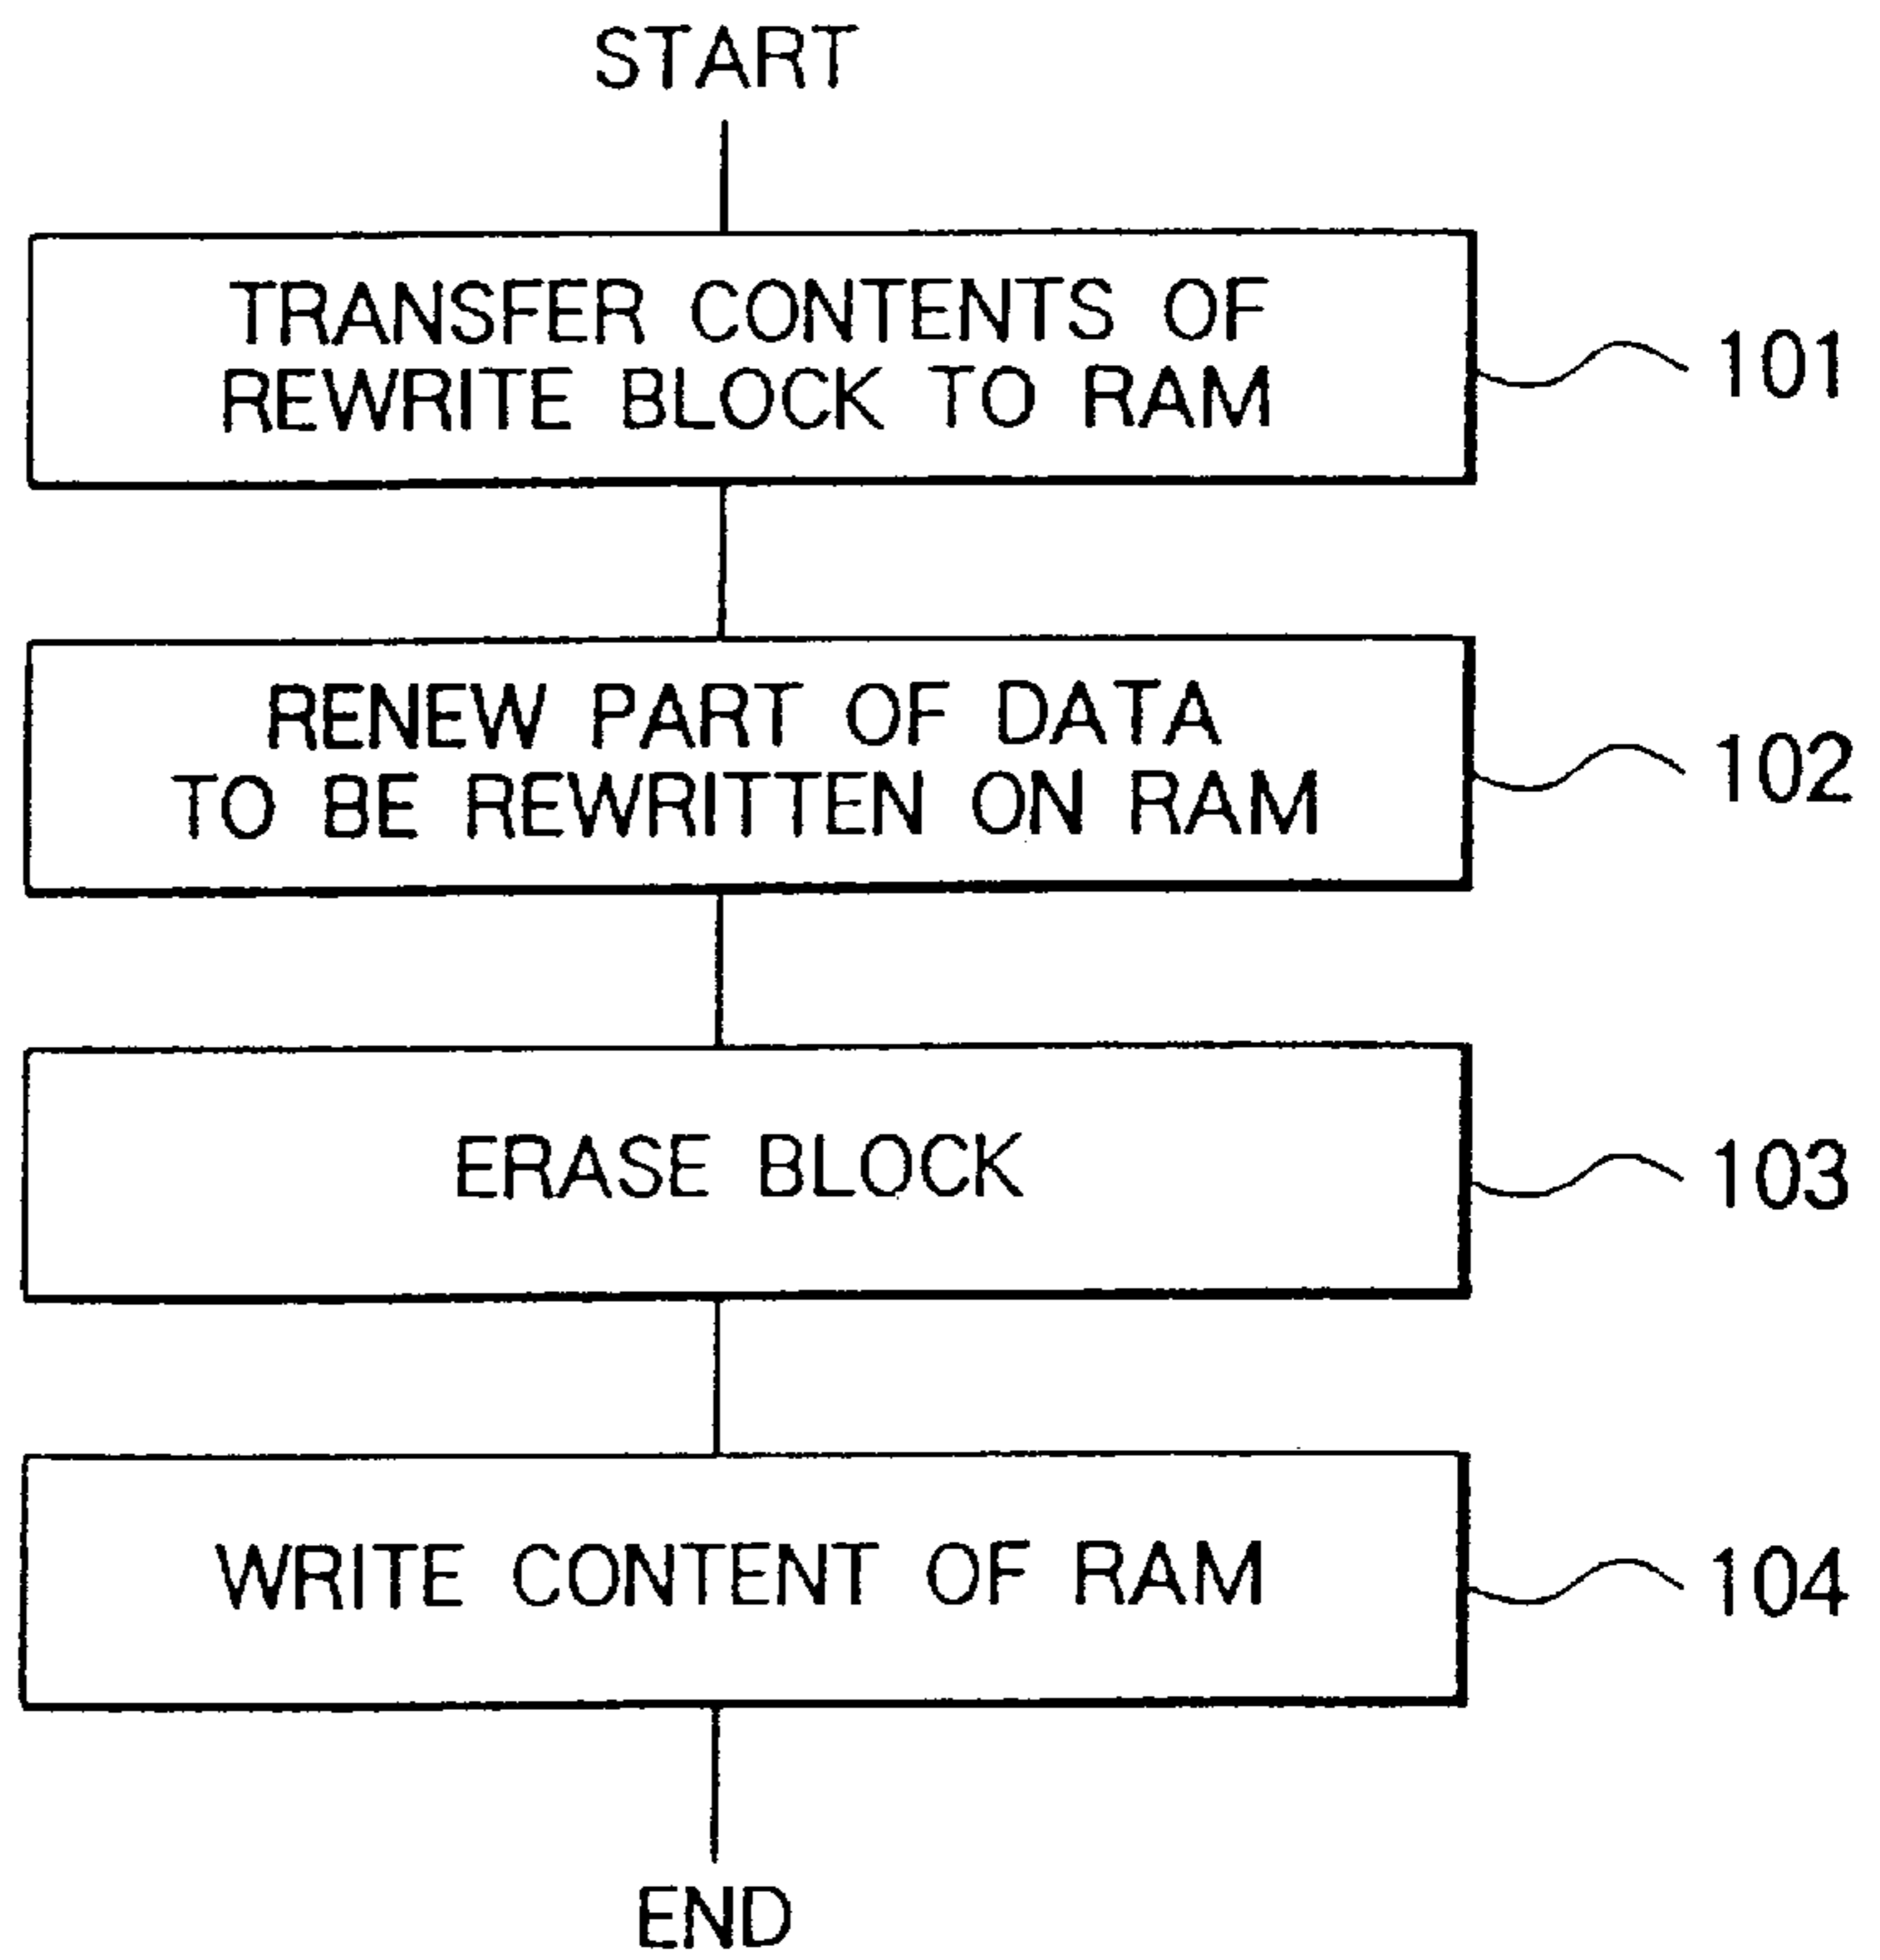 START
TRANSFER CONTENTS OF
REWRITE BLOCK TO RAM
101
RENEW PART OF DATA
TO BE REWRITTEN ON RAM
102
ERASE BLOCK
103
WRITE CONTENT OF RAM
104
END